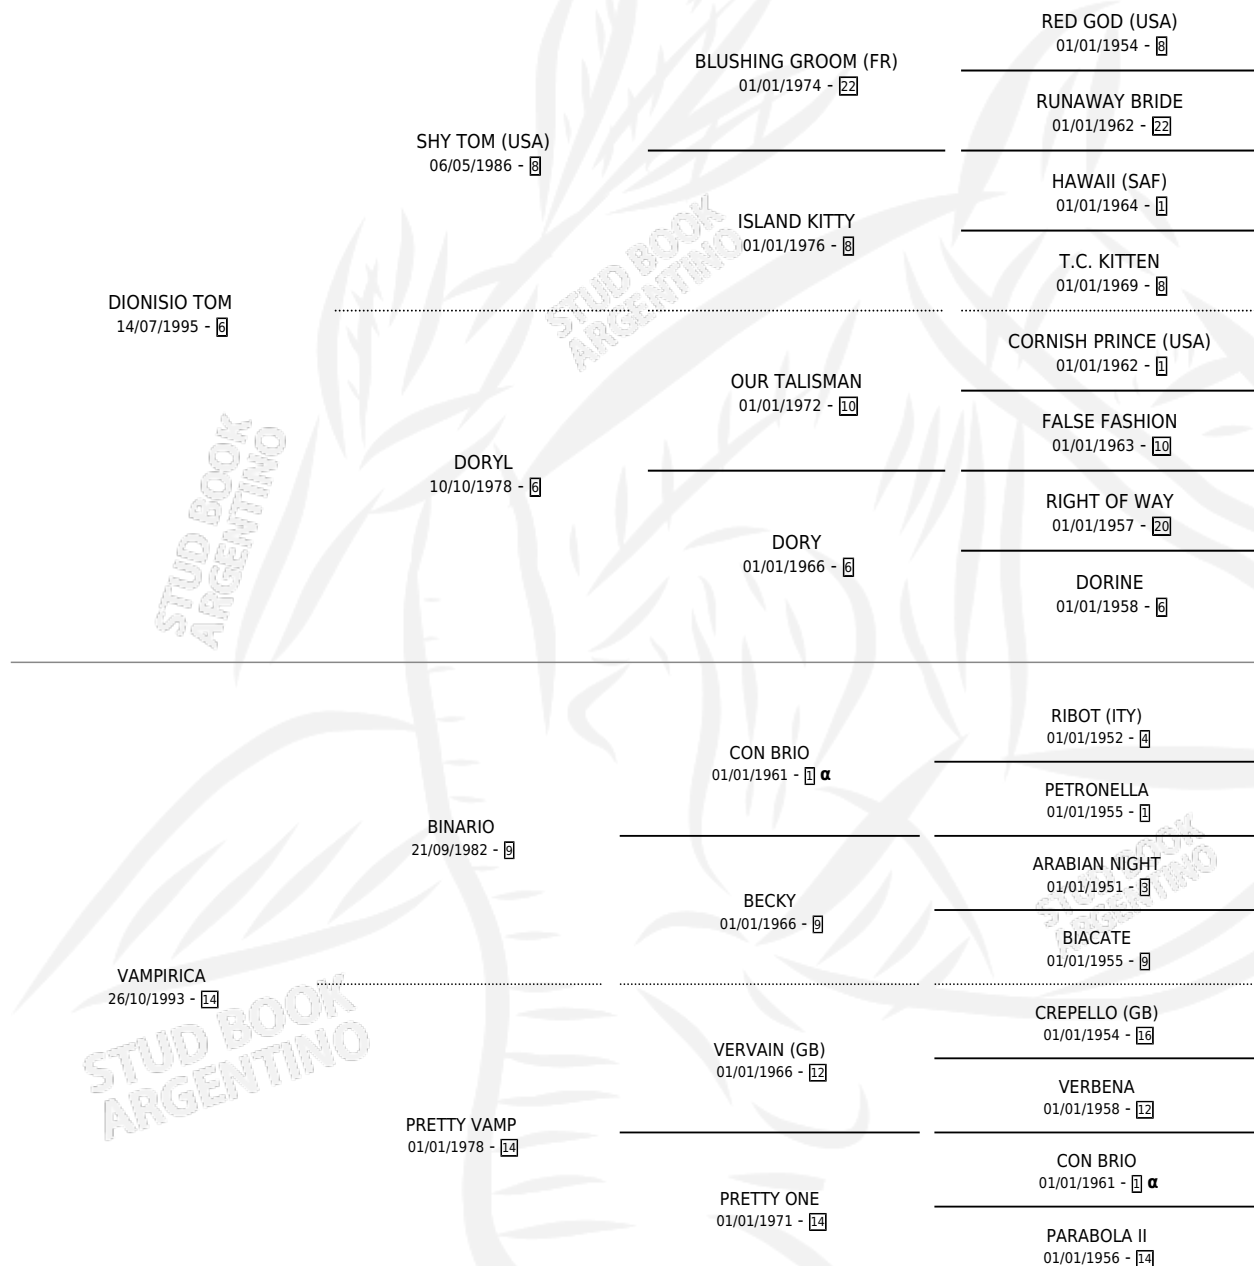 RED GOD (USA)
01/01/1954 - 8
BLUSHING GROOM (FR)
01/01/1974 - 22
RUNAWAY BRIDE
01/01/1962 - 22
SHY TOM (USA)
06/05/1986 - 8
HAWAII (SAF)
01/01/1964 - 1
ISLAND KITTY
01/01/1976 - 8
T.C. KITTEN
01/01/1969 - 8
STUD BOOK
ARGENTINO
DIONISIO TOM
14/07/1995 - 6
CORNISH PRINCE (USA)
01/01/1962 - 1
OUR TALISMAN
01/01/1972 - 10
FALSE FASHION
01/01/1963 - 10
DORYL
10/10/1978 - 6
RIGHT OF WAY
01/01/1957 - 20
DORY
01/01/1966 - 6
DORINE
01/01/1958 - 6
STUD BOOK
ARGENTINO
RIBOT (ITY)
01/01/1952 - 4
CON BRIO
01/01/1961 - 1 α
PETRONELLA
01/01/1955 - 1
BINARIO
21/09/1982 - 9
ARABIAN NIGHT
01/01/1951 - 3
BECKY
01/01/1966 - 9
BIACATE
01/01/1955 - 9
STUD BOOK
ARGENTINO
VAMPIRICA
26/10/1993 - 14
CREPELLO (GB)
01/01/1954 - 16
VERVAIN (GB)
01/01/1966 - 12
VERBENA
01/01/1958 - 12
STUD BOOK
ARGENTINO
PRETTY VAMP
01/01/1978 - 14
CON BRIO
01/01/1961 - 1 α
PRETTY ONE
01/01/1971 - 14
PARABOLA II
01/01/1956 - 14